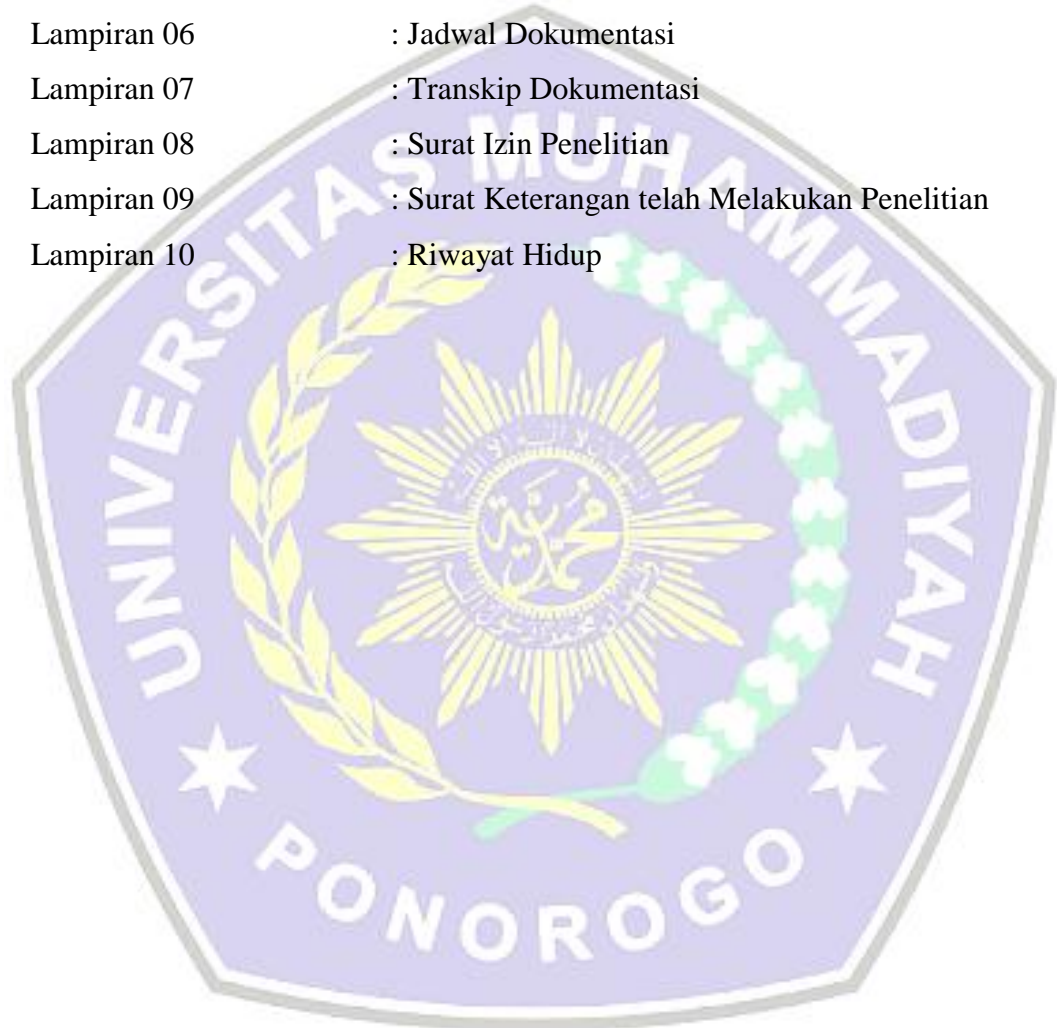 Lampiran 06 : Jadwal Dokumentasi
Lampiran 07 : Transkip Dokumentasi
Lampiran 08 : Surat Izin Penelitian
Lampiran 09 : Surat Keterangan telah Melakukan Penelitian
Lampiran 10 : Riwayat Hidup
UNIVERSITAS MUHAMMADIYAH
PONOROGO
محمدية